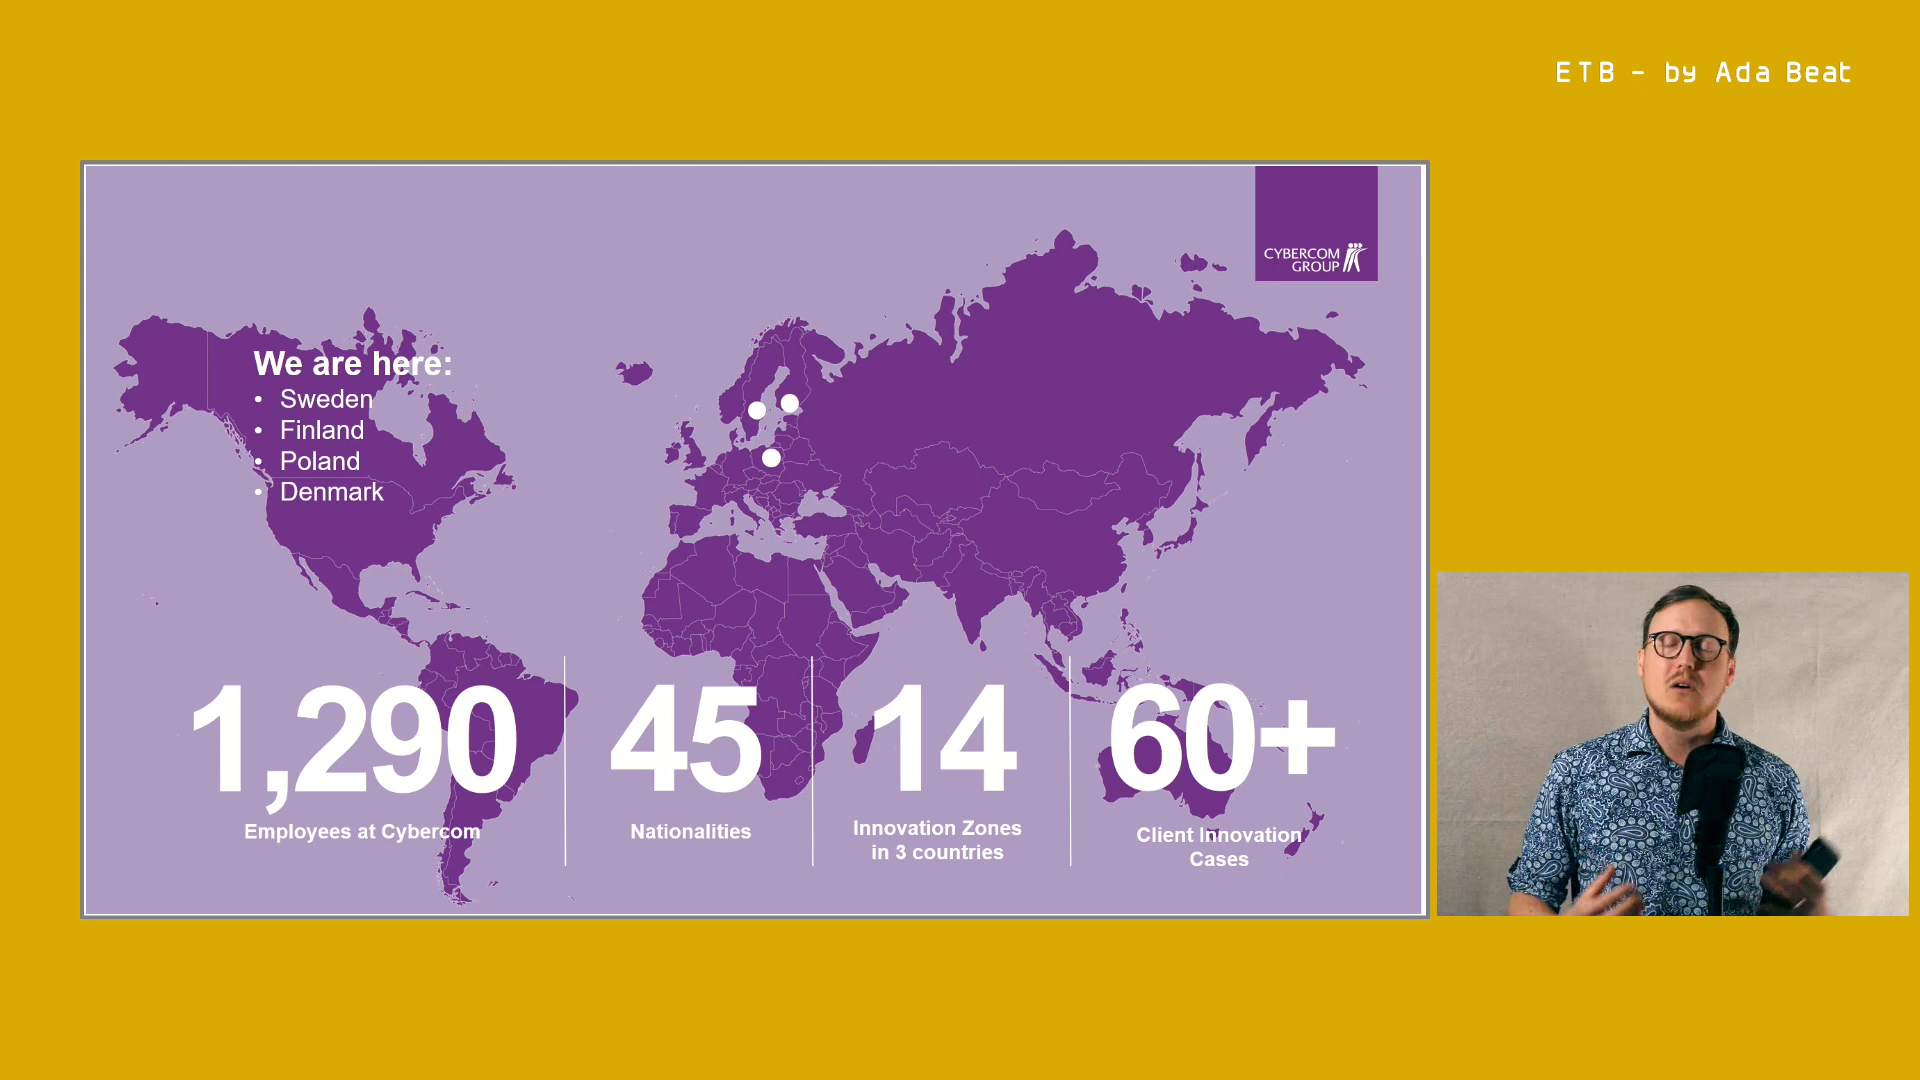 ETB - by Ada Beat
CYBERCOM
GROUP
We are here:
• Sweden
• Finland
• Poland
• Denmark
1,290
Employees at Cybercom
45
Nationalities
14
Innovation Zones
in 3 countries
60+
Client Innovation
Cases